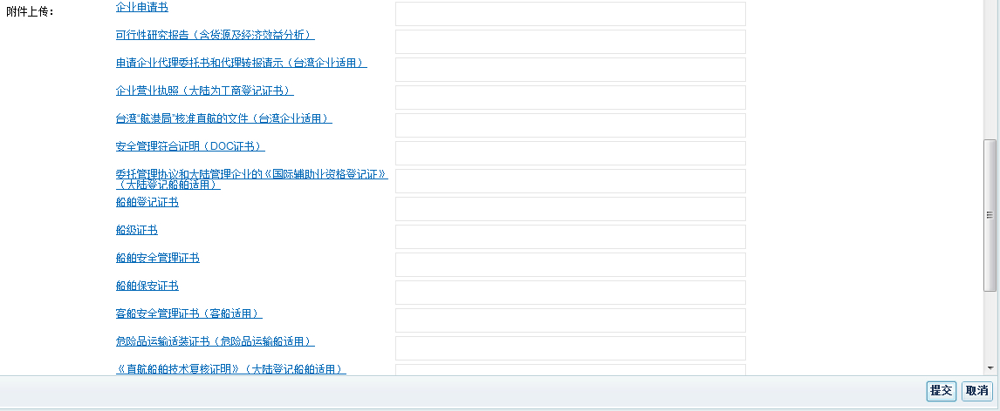 附件上传：
企业申请书
可行性研究报告（含货源及经济效益分析）
申请企业代理委托书和代理转报请示（台湾企业适用）
企业营业执照（大陆为工商登记证书）
台湾“航港局”核准直航的文件（台湾企业适用）
安全管理符合证明（DOC证书）
委托管理协议和大陆管理企业的《国际辅助业资格登记证》
（大陆登记船舶适用）
船舶登记证书
船级证书
船舶安全管理证书
船舶保安证书
客船安全管理证书（客船适用）
危险品运输适装证书（危险品运输船适用）
《直航船舶技术复核证明》（大陆登记船舶适用）
提交 取消